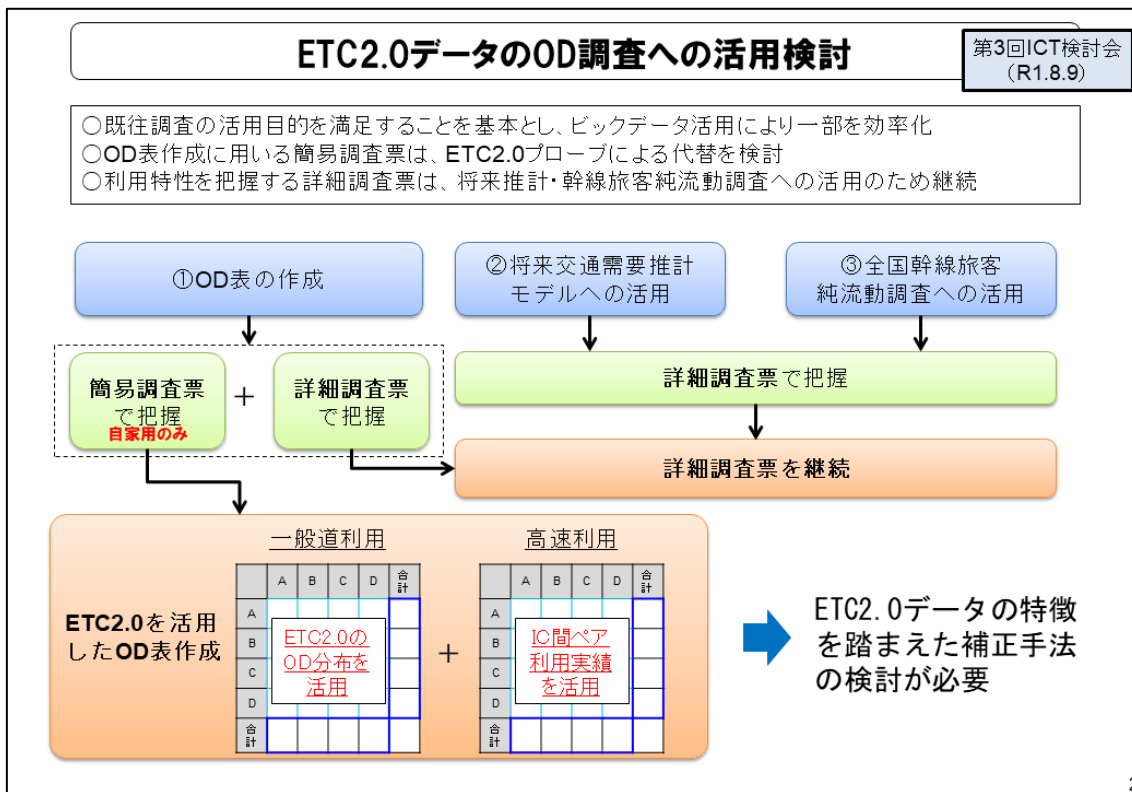 ETC2.0データのOD調査への活用検討
第3回ICT検討会
(R1.8.9)
○既往調査の活用目的を満足することを基本とし、ビックデータ活用により一部を効率化
○OD表作成に用いる簡易調査票は、ETC2.0プローブによる代替を検討
○利用特性を把握する詳細調査票は、将来推計・幹線旅客純流動調査への活用のため継続
①OD表の作成
②将来交通需要推計
モデルへの活用
③全国幹線旅客
純流動調査への活用
簡易調査票
で把握
自家用のみ
+
詳細調査票
で把握
詳細調査票で把握
詳細調査票を継続
ETC2.0を活用
したOD表作成
一般道利用
A B C D 合計
A
B
C
D
合計
ETC2.0の
OD分布を
活用
+
高速利用
A B C D 合計
A
B
C
D
合計
IC間ペア
利用実績
を活用
ETC2.0データの特徴
を踏まえた補正手法
の検討が必要
2